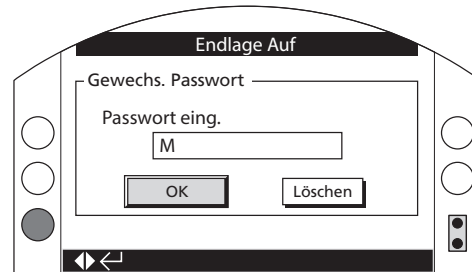 Endlage Auf
Gewechs. Passwort
Passwort eing.
M
OK Löschen